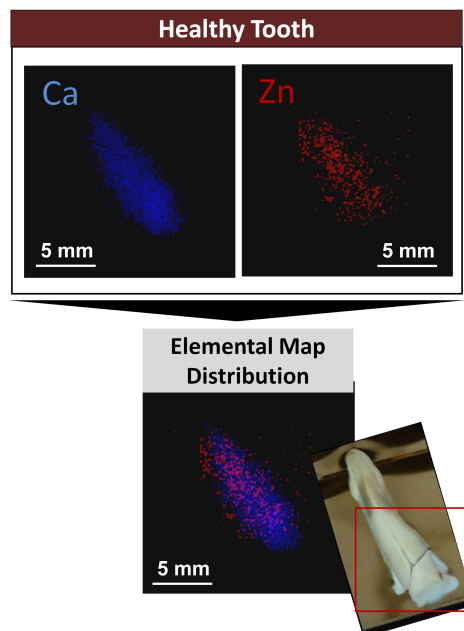 Healthy Tooth
Ca
Zn
5 mm
5 mm
Elemental Map
Distribution
5 mm